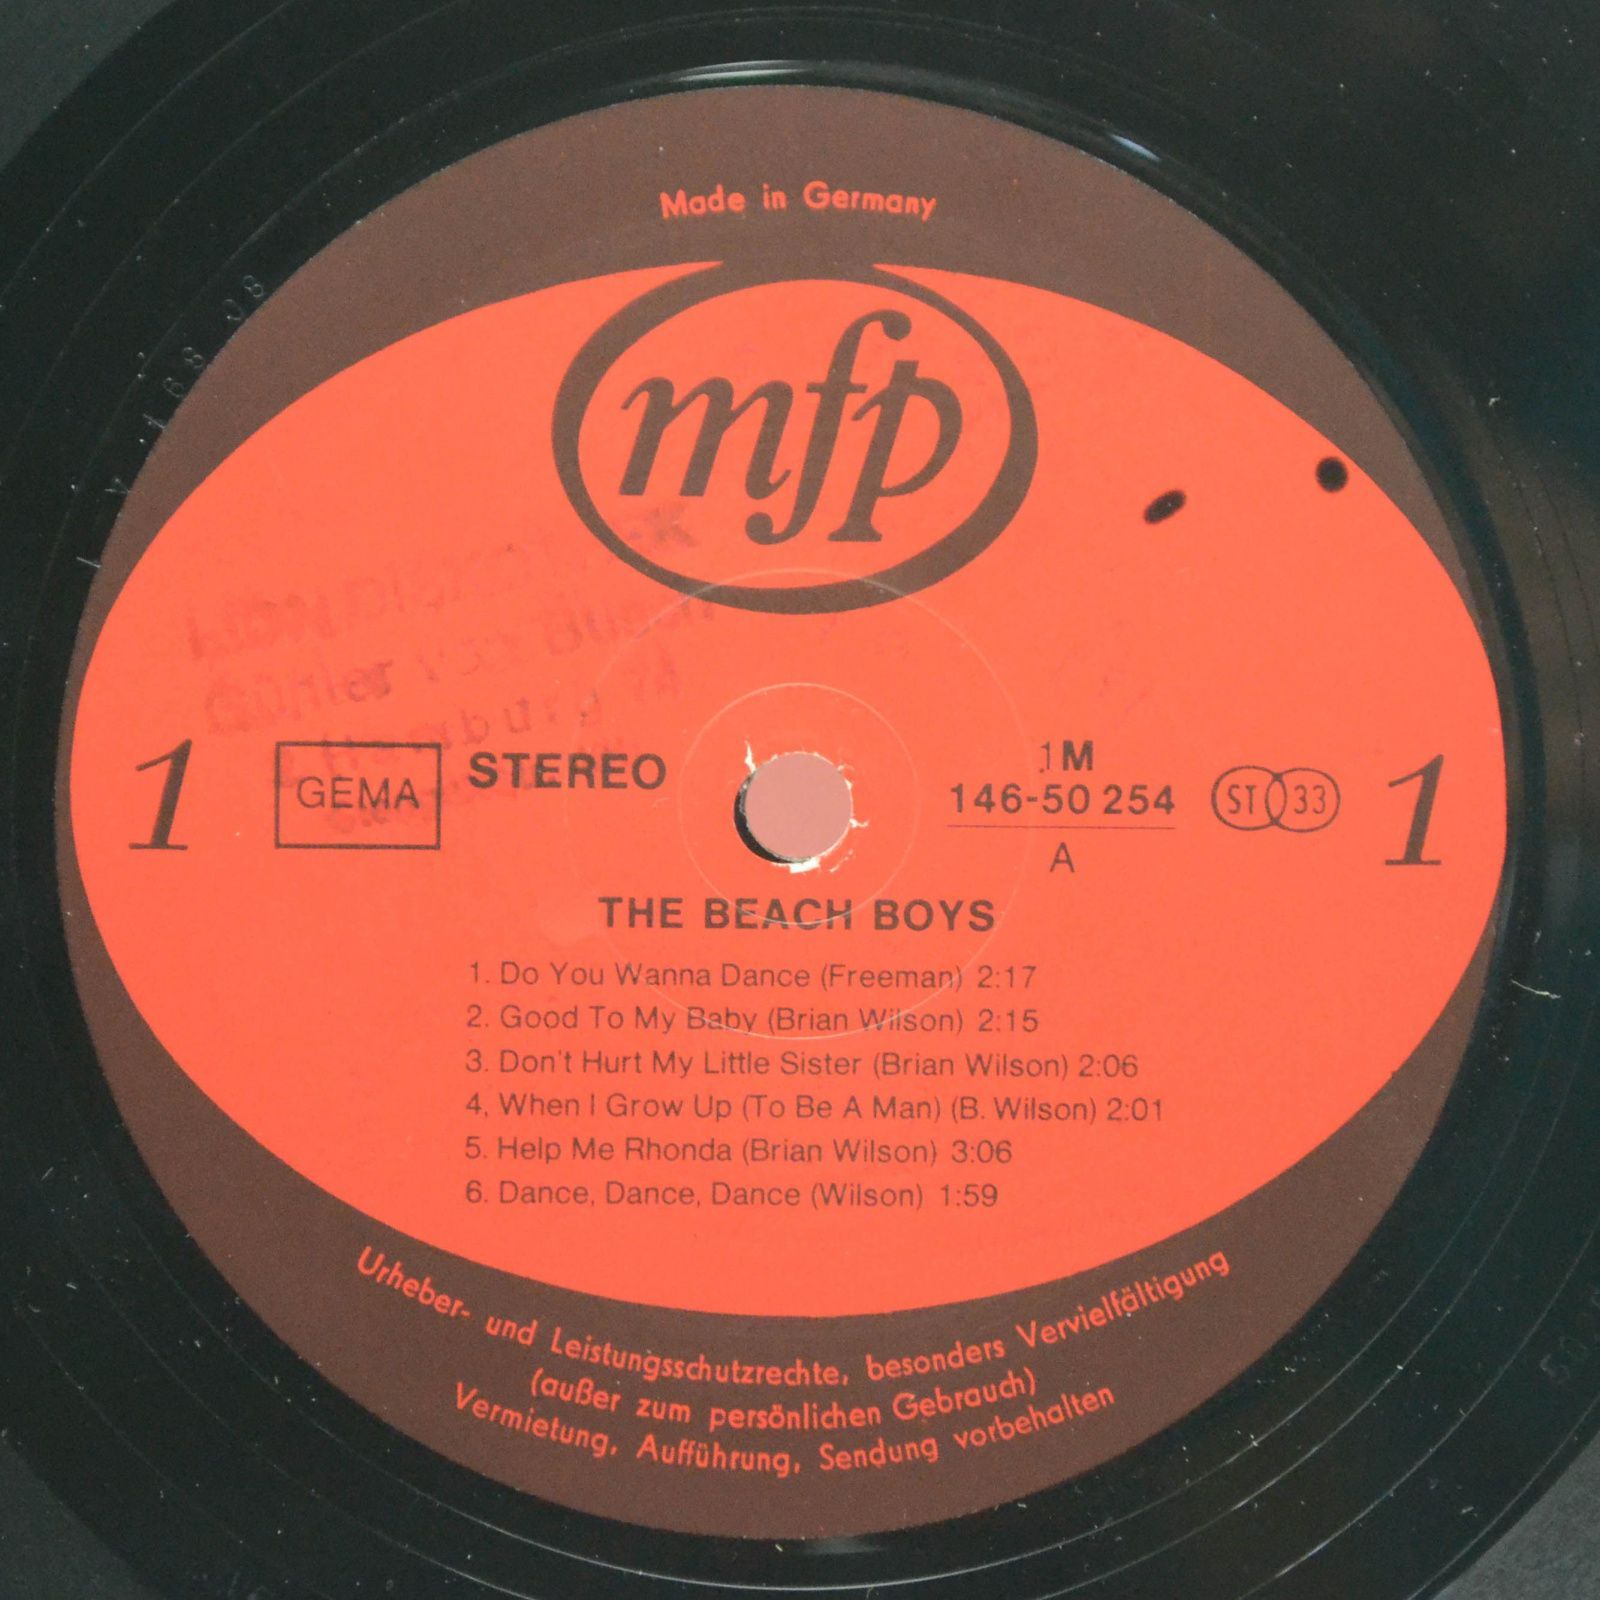 Made in Germany
mfp
1
GEMA
STEREO
1M
146-50 254
A
ST 33
1
THE BEACH BOYS
1. Do You Wanna Dance (Freeman) 2:17
2. Good To My Baby (Brian Wilson) 2:15
3. Don't Hurt My Little Sister (Brian Wilson) 2:06
4, When I Grow Up (To Be A Man) (B. Wilson) 2:01
5. Help Me Rhonda (Brian Wilson) 3:06
6. Dance, Dance, Dance (Wilson) 1:59
Urheber- und Leistungsschutzrechte, besonders Vervielfältigung
(außer zum persönlichen Gebrauch)
Vermietung, Aufführung, Sendung vorbehalten